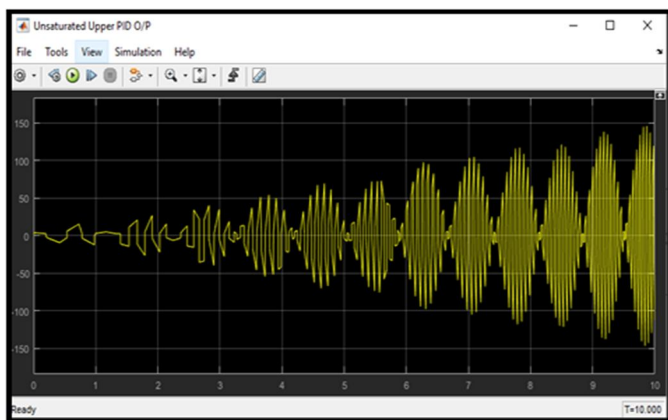 Unsaturated Upper PID O/P
File Tools View Simulation Help
150
100
50
0
-50
-100
-150
0 1 2 3 4 5 6 7 8 9 10
Ready T=10.000